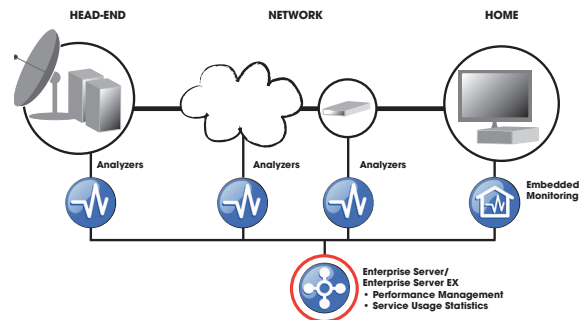 HEAD-END
NETWORK
HOME
Analyzers
Analyzers
Analyzers
Embedded
Monitoring
Enterprise Server/
Enterprise Server EX
• Performance Management
• Service Usage Statistics